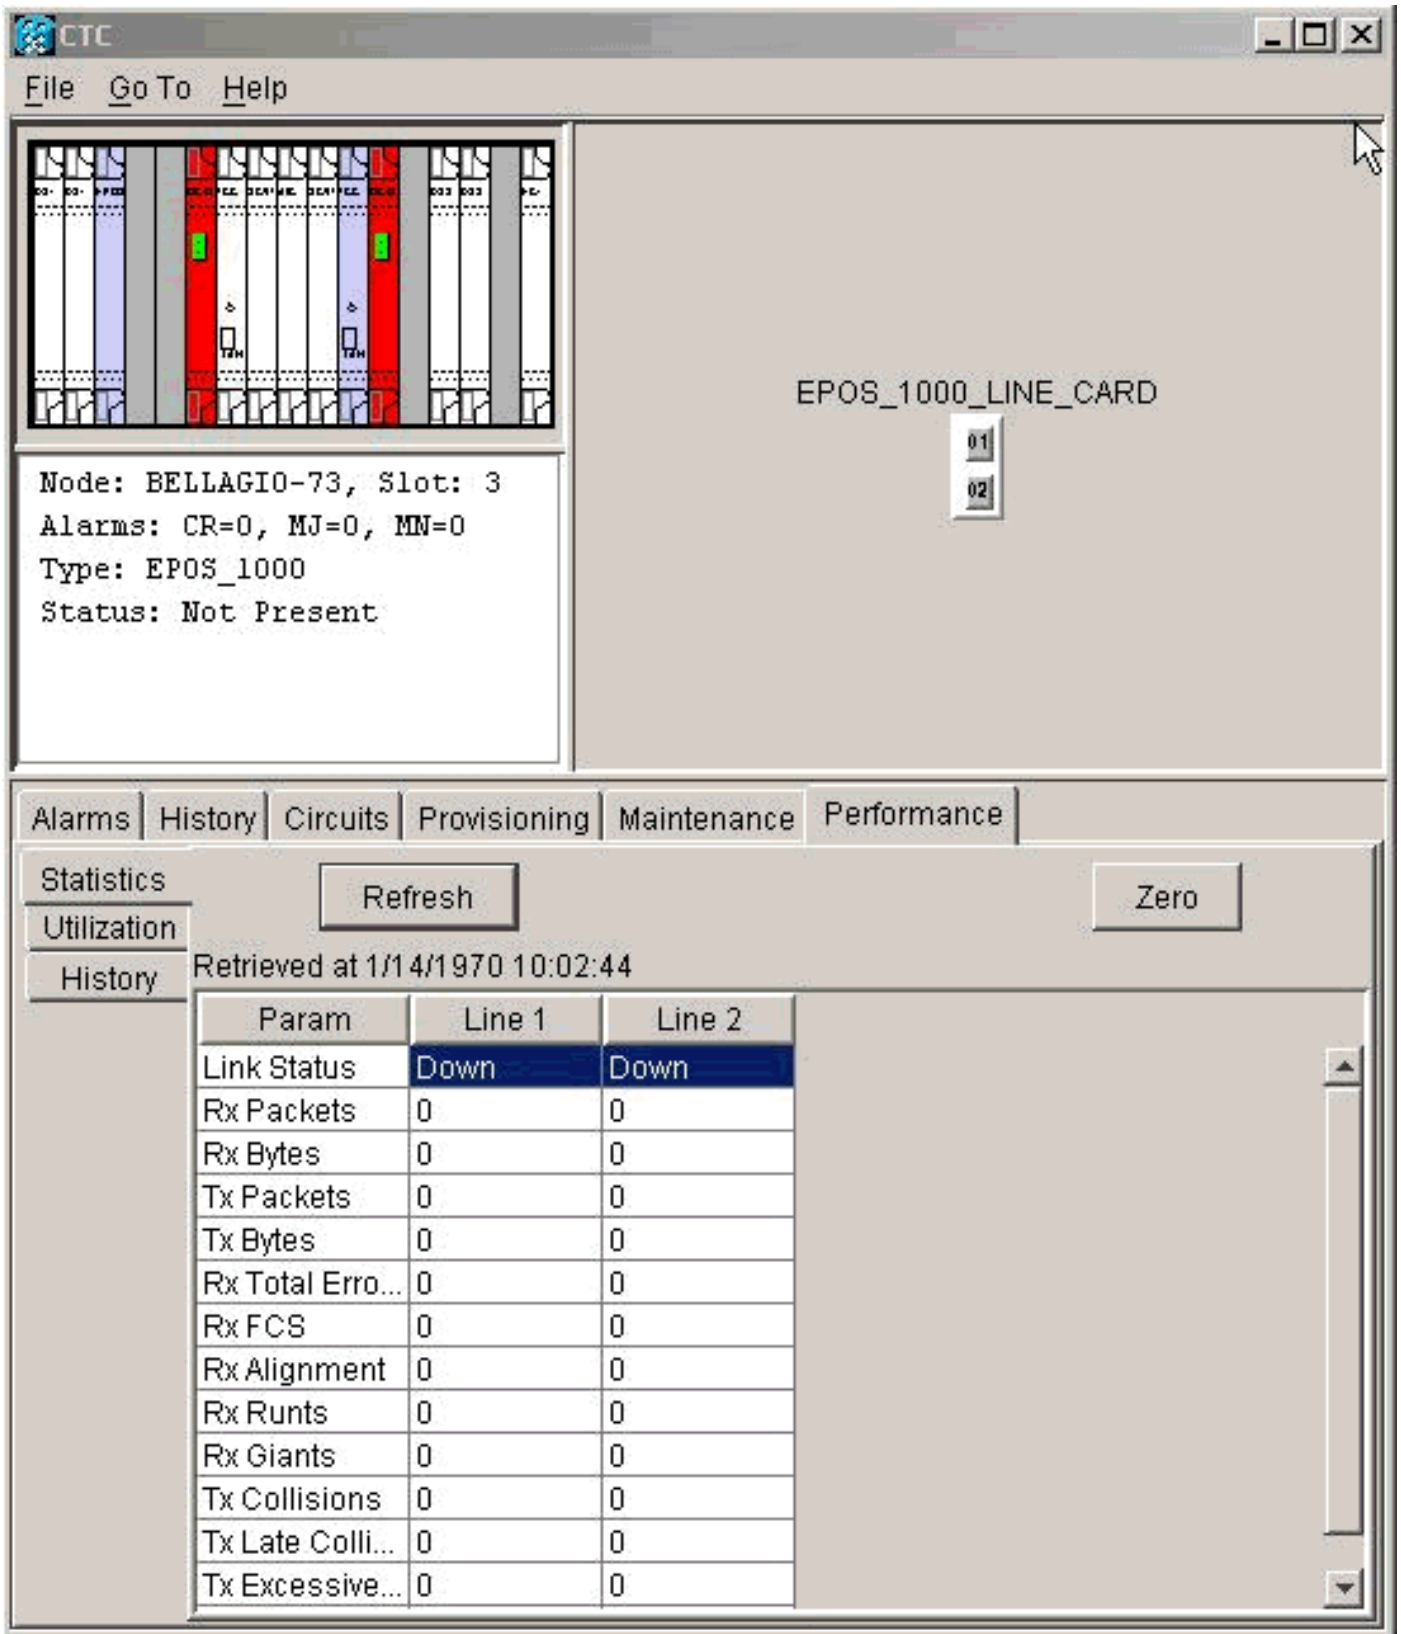 CTC
File Go To Help
EPOS_1000_LINE_CARD
01
02
Node: BELLAGIO-73, Slot: 3
Alarms: CR=0, MJ=0, MN=0
Type: EPOS_1000
Status: Not Present
Alarms History Circuits Provisioning Maintenance Performance
Statistics
Utilization
History
Refresh Zero
Retrieved at 1/14/1970 10:02:44
Param Line 1 Line 2
Link Status Down Down
Rx Packets 0 0
Rx Bytes 0 0
Tx Packets 0 0
Tx Bytes 0 0
Rx Total Erro... 0 0
Rx FCS 0 0
Rx Alignment 0 0
Rx Runts 0 0
Rx Giants 0 0
Tx Collisions 0 0
Tx Late Colli... 0 0
Tx Excessive... 0 0